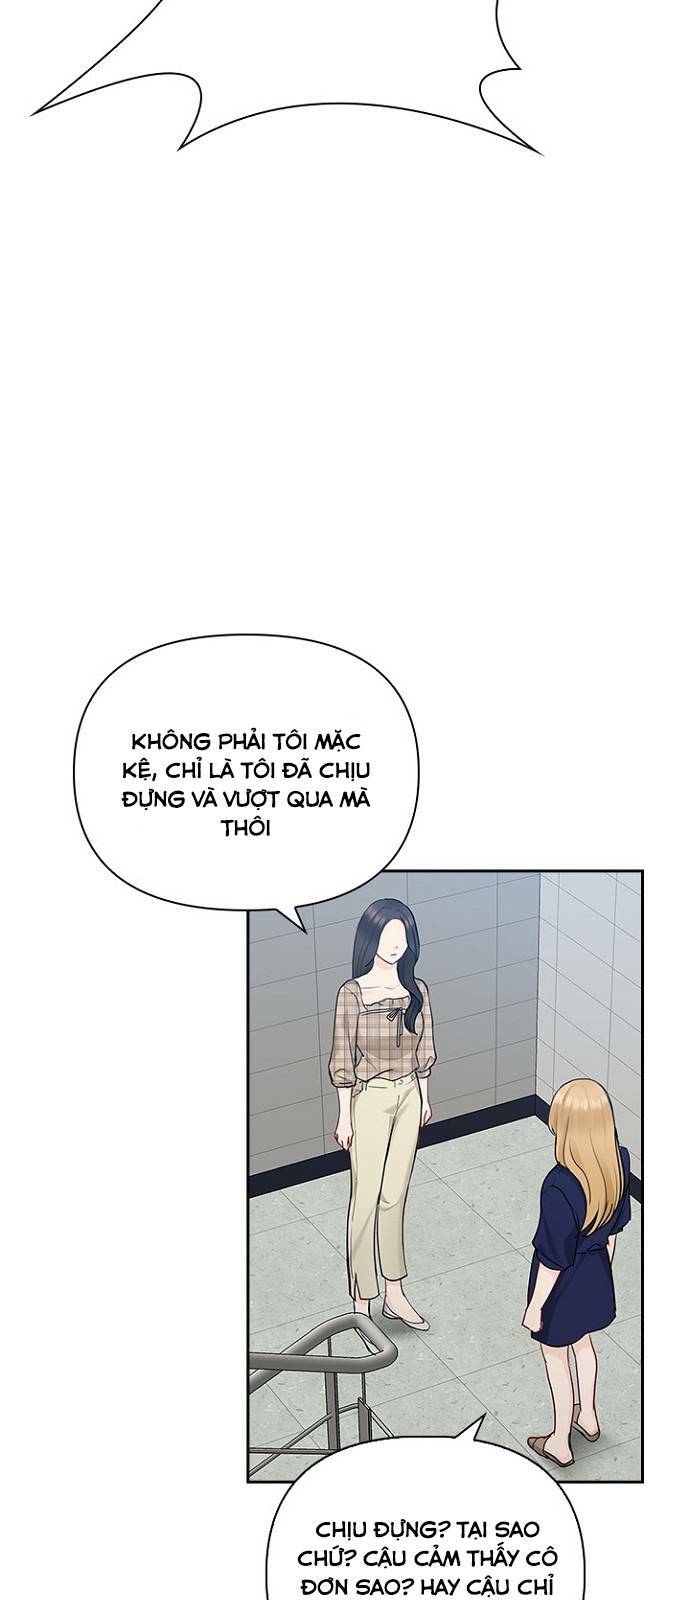 KHÔNG PHẢI TÔI MẶC
KỆ, CHỈ LÀ TÔI ĐÃ CHỊU
ĐỰNG VÀ VƯỢT QUA MÀ
THÔI
CHỊU ĐỰNG? TẠI SAO
CHỨ? CẬU CẢM THẤY CÔ
ĐƠN SAO? HAY CẬU CHỈ